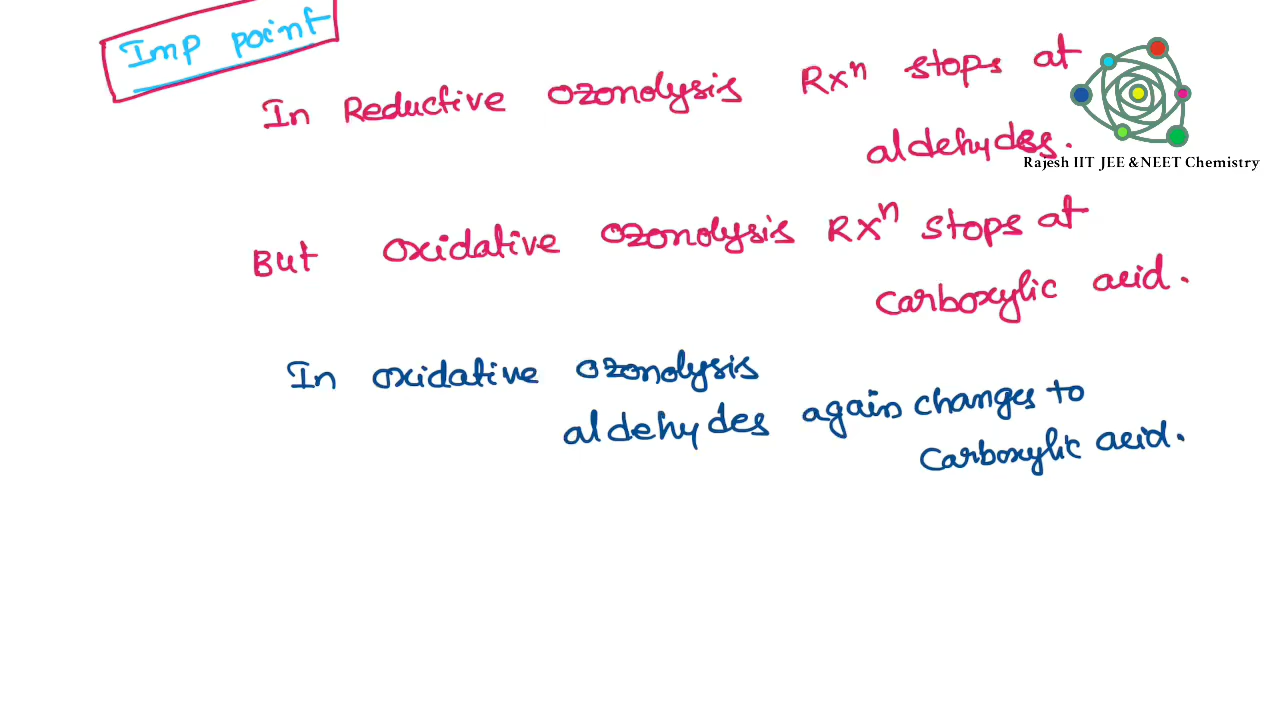 Imp point
In Reductive ozonolysis Rxⁿ stops at
aldehydes.
Rajesh IIT JEE &NEET Chemistry
But oxidative ozonolysis Rxⁿ stops at
carboxylic acid.
In oxidative ozonolysis
aldehydes again changes to
carboxylic acid.